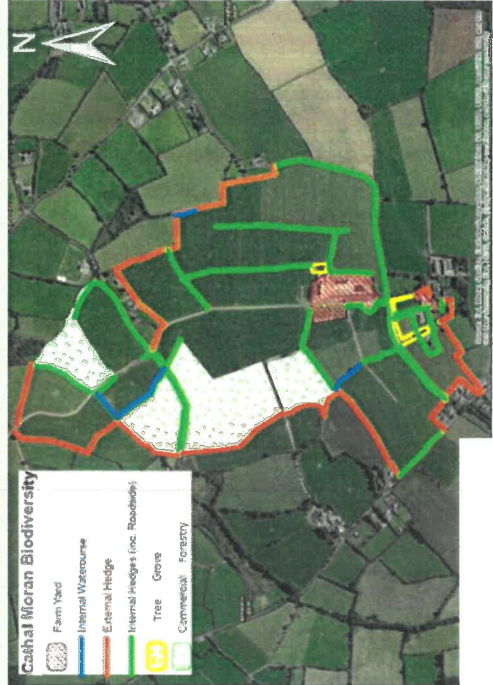 N
Cathal Moran Biodiversity
Farm Yard
Internal Watercourse
External Hedge
Internal Hedges (inc. Roadside)
Tree Grove
Commercial Forestry